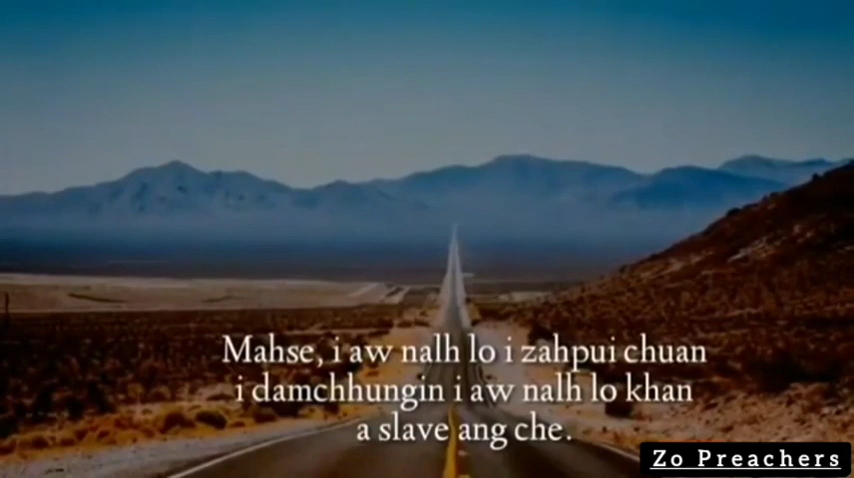 Mahse, i aw nalh lo i zahpui chuan
i damchhungin i aw nalh lo khan
a slave ang che.
Zo Preachers